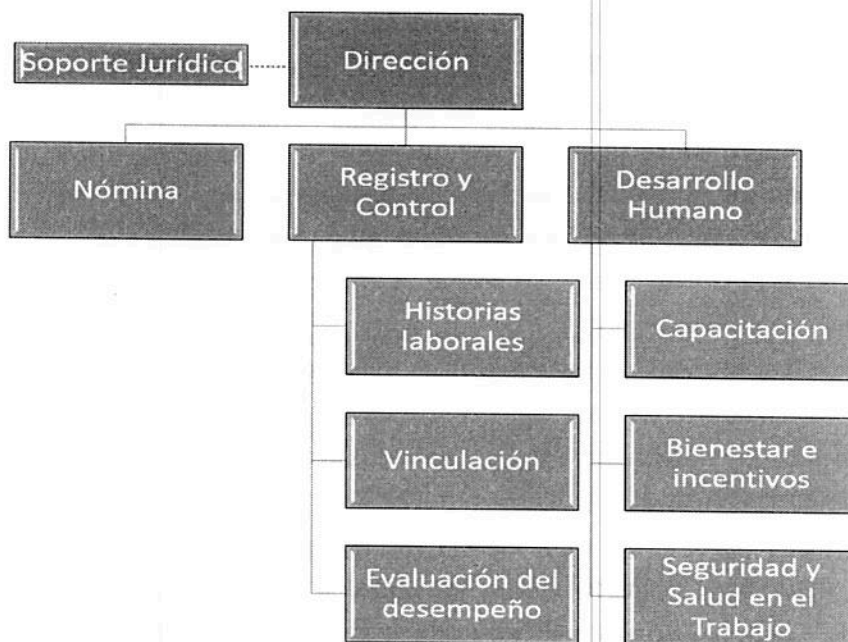 Soporte Jurídico
Dirección
Nómina
Registro y
Control
Desarrollo
Humano
Historias
laborales
Capacitación
Vinculación
Bienestar e
incentivos
Evaluación del
desempeño
Seguridad y
Salud en el
Trabajo